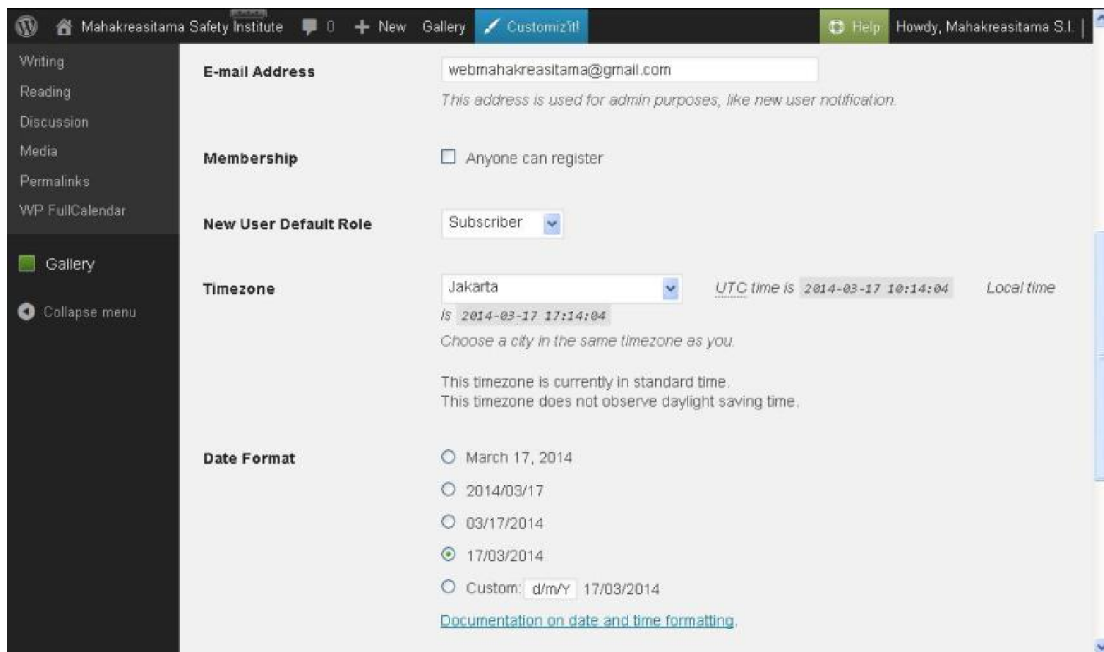 Mahakreasitama Safety Institute 0 + New Gallery Customiz'it! Help Howdy, Mahakreasitama S.I.
Writing
Reading
Discussion
Media
Permalinks
WP FullCalendar
Gallery
Collapse menu
E-mail Address webmahakreasitama@gmail.com
This address is used for admin purposes, like new user notification.
Membership Anyone can register
New User Default Role Subscriber
Timezone Jakarta UTC time is 2014-03-17 10:14:04 Local time
is 2014-03-17 17:14:04
Choose a city in the same timezone as you.
This timezone is currently in standard time.
This timezone does not observe daylight saving time.
Date Format March 17, 2014
2014/03/17
03/17/2014
17/03/2014
Custom: d/m/Y 17/03/2014
Documentation on date and time formatting.